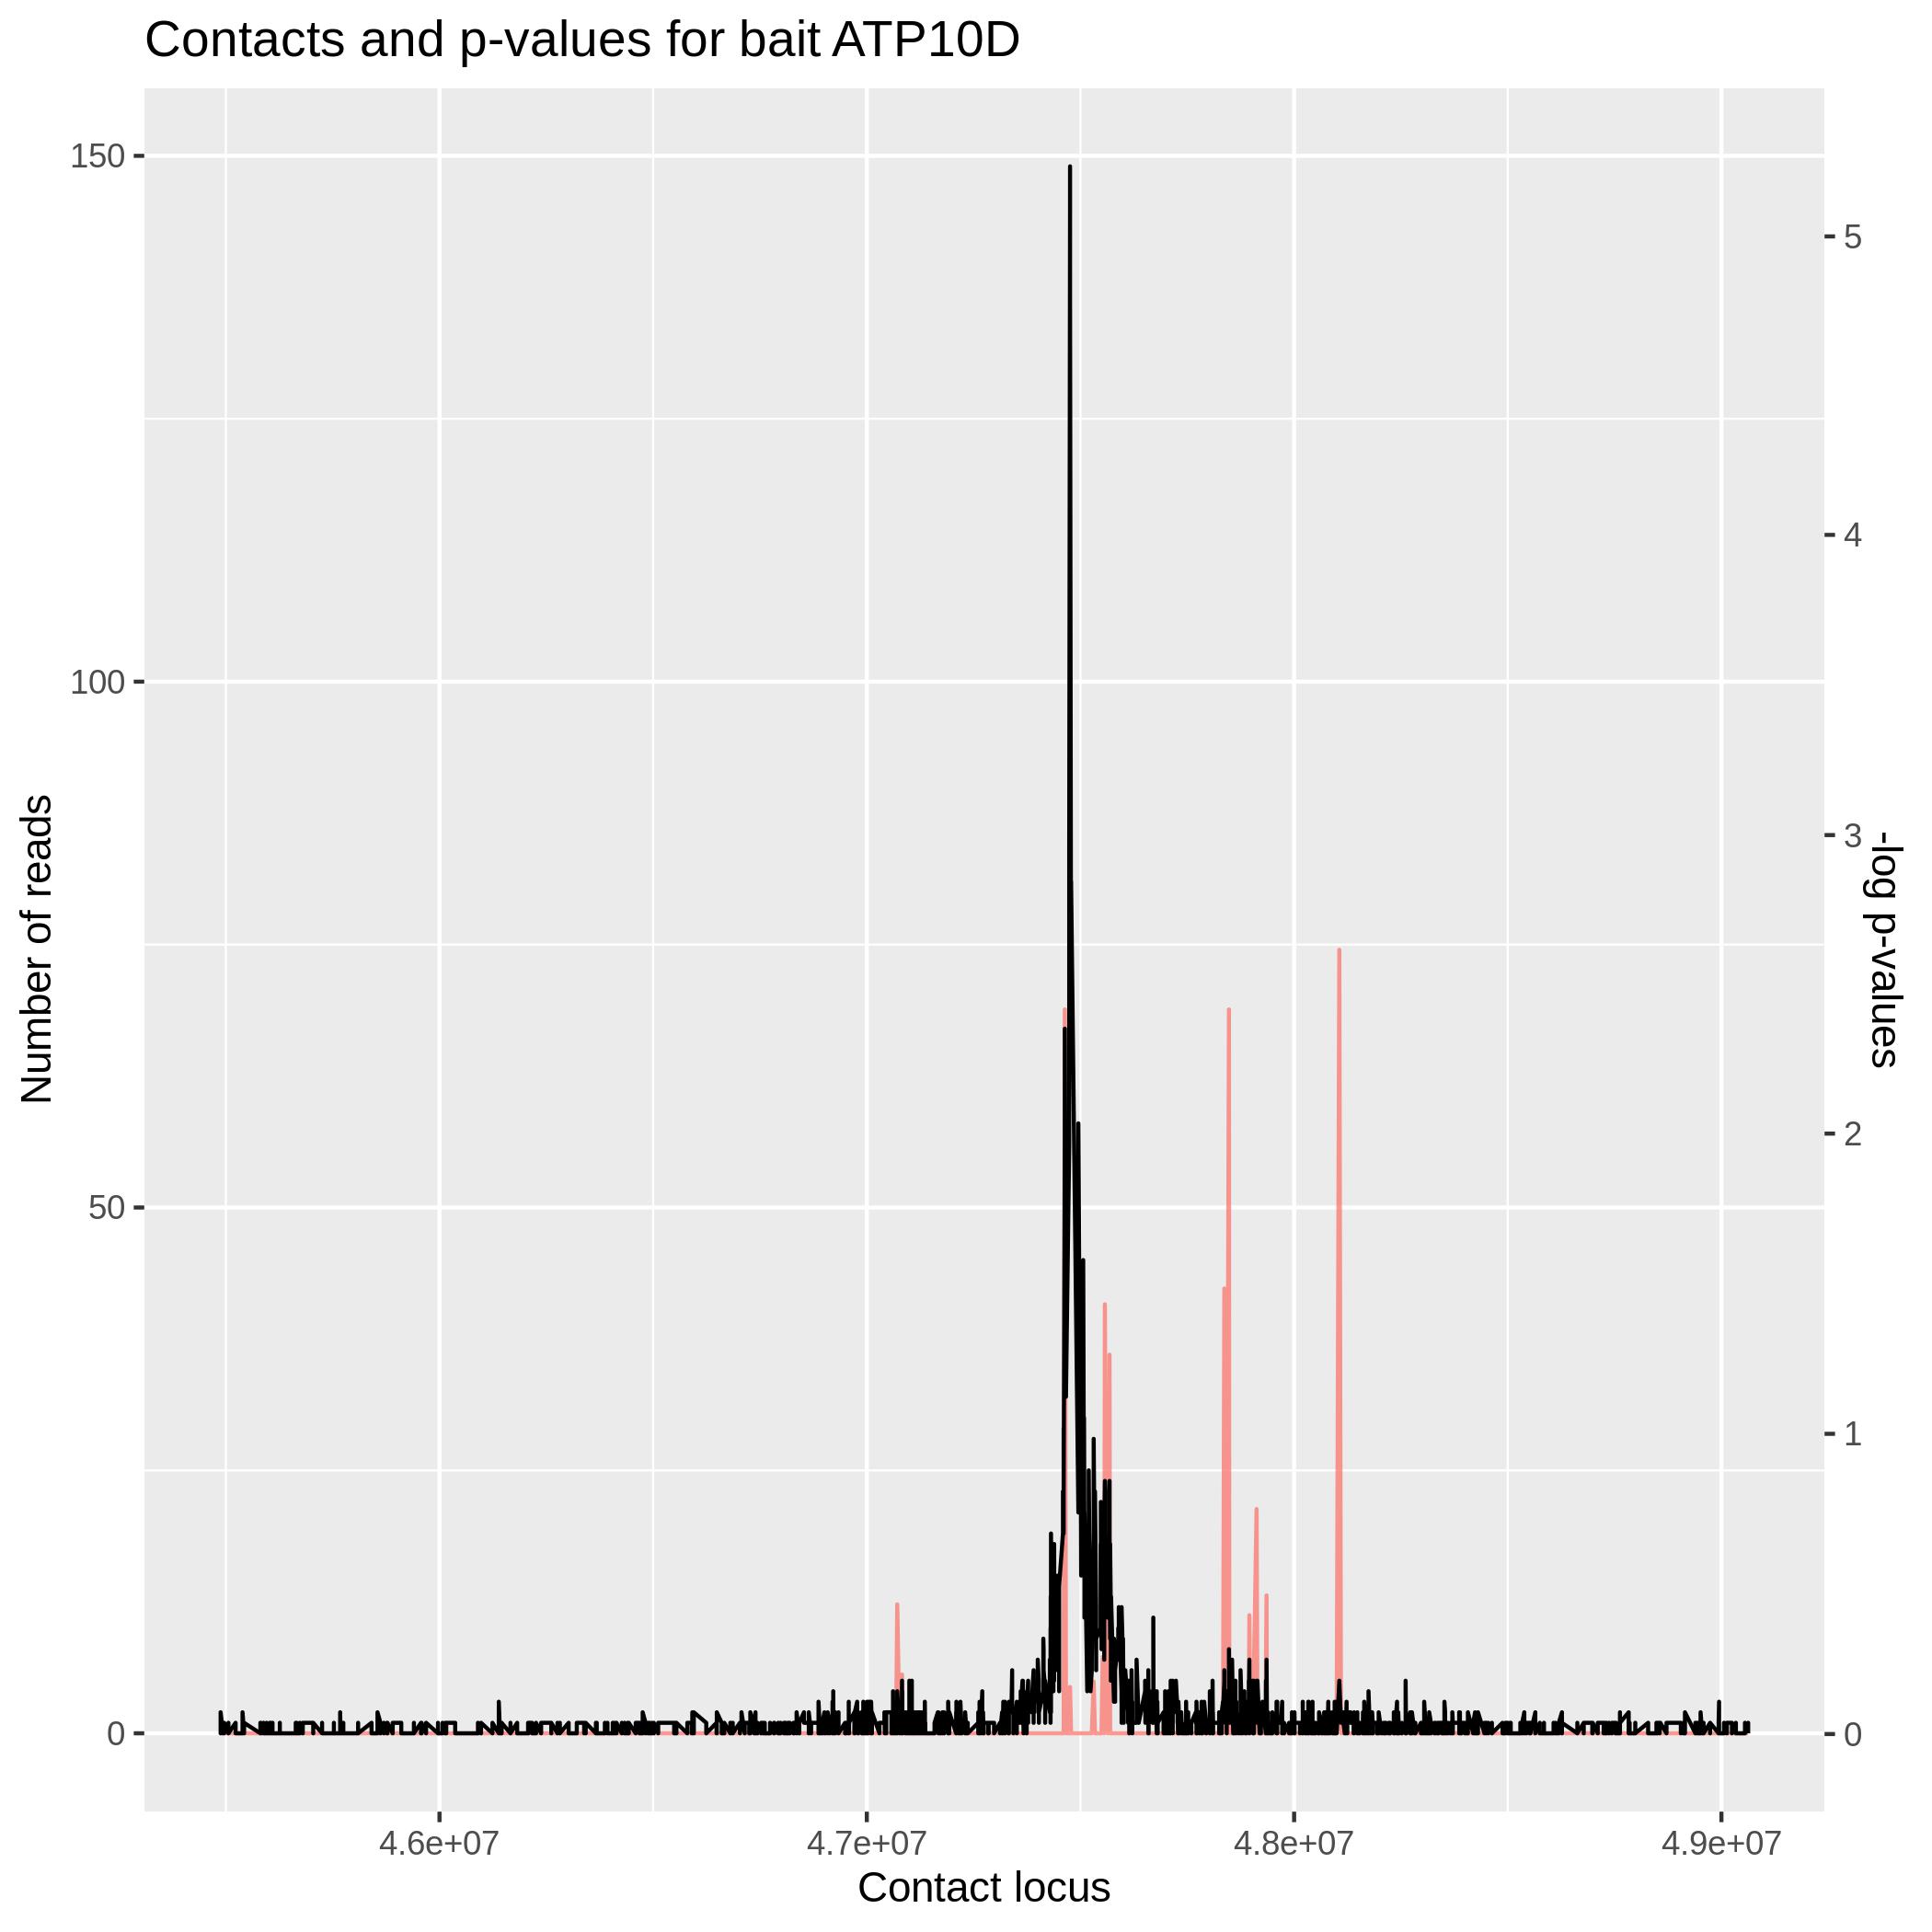 Contacts and p-values for bait ATP10D
Number of reads
150
100
50
0
5
4
3
2
1
0
-log p-values
4.6e+07
4.7e+07
4.8e+07
4.9e+07
Contact locus